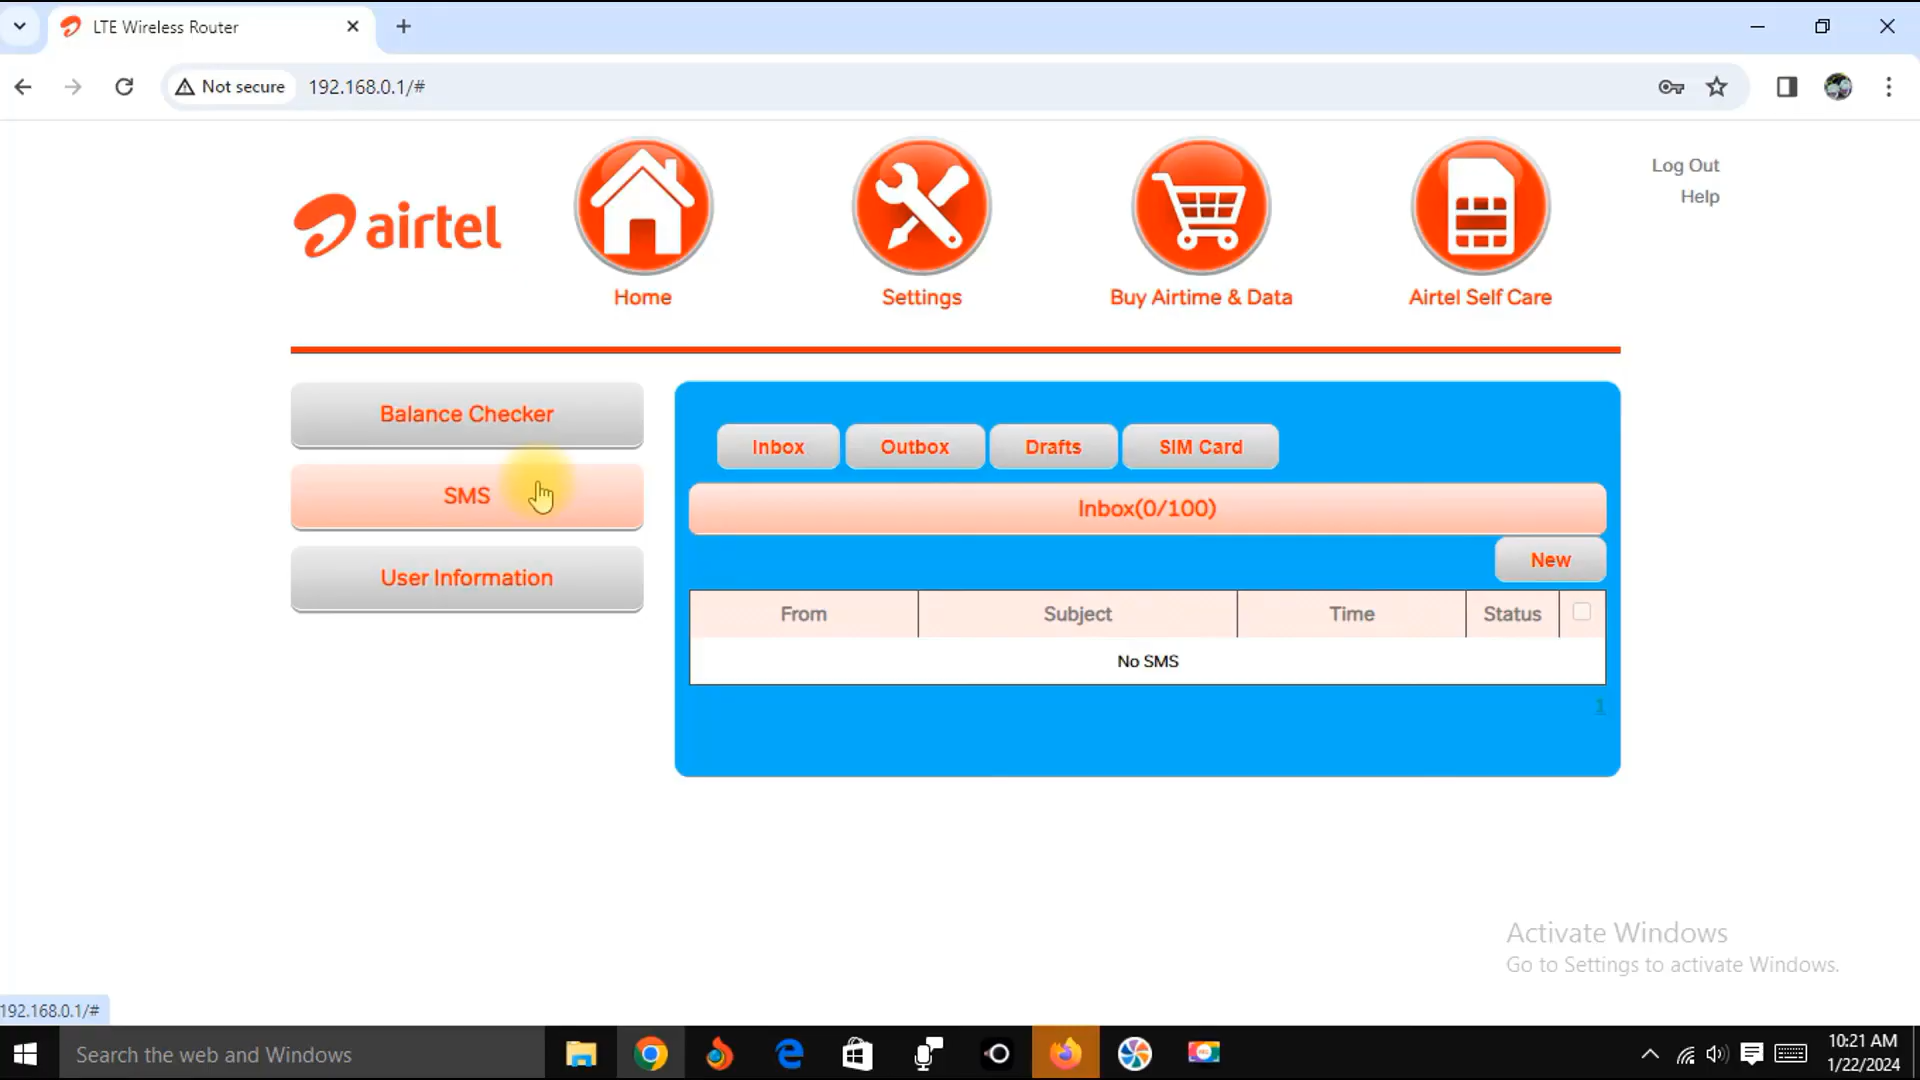 LTE Wireless Router
Not secure
192.168.0.1/#
airtel
Home
Settings
Buy Airtime & Data
Airtel Self Care
Log Out
Help
Balance Checker
SMS
User Information
Inbox
Outbox
Drafts
SIM Card
Inbox(0/100)
New
From Subject Time Status
No SMS
1
Activate Windows
Go to Settings to activate Windows.
192.168.0.1/#
Search the web and Windows
10:21 AM
1/22/2024